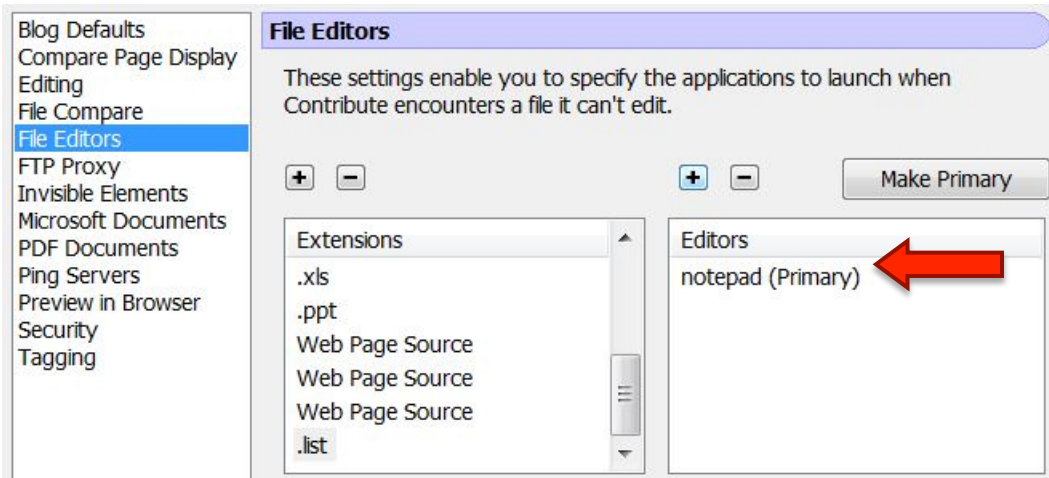 Blog Defaults
Compare Page Display
Editing
File Compare
File Editors
FTP Proxy
Invisible Elements
Microsoft Documents
PDF Documents
Ping Servers
Preview in Browser
Security
Tagging
File Editors
These settings enable you to specify the applications to launch when
Contribute encounters a file it can't edit.
Make Primary
Extensions
.xls
.ppt
Web Page Source
Web Page Source
Web Page Source
.list
Editors
notepad (Primary)